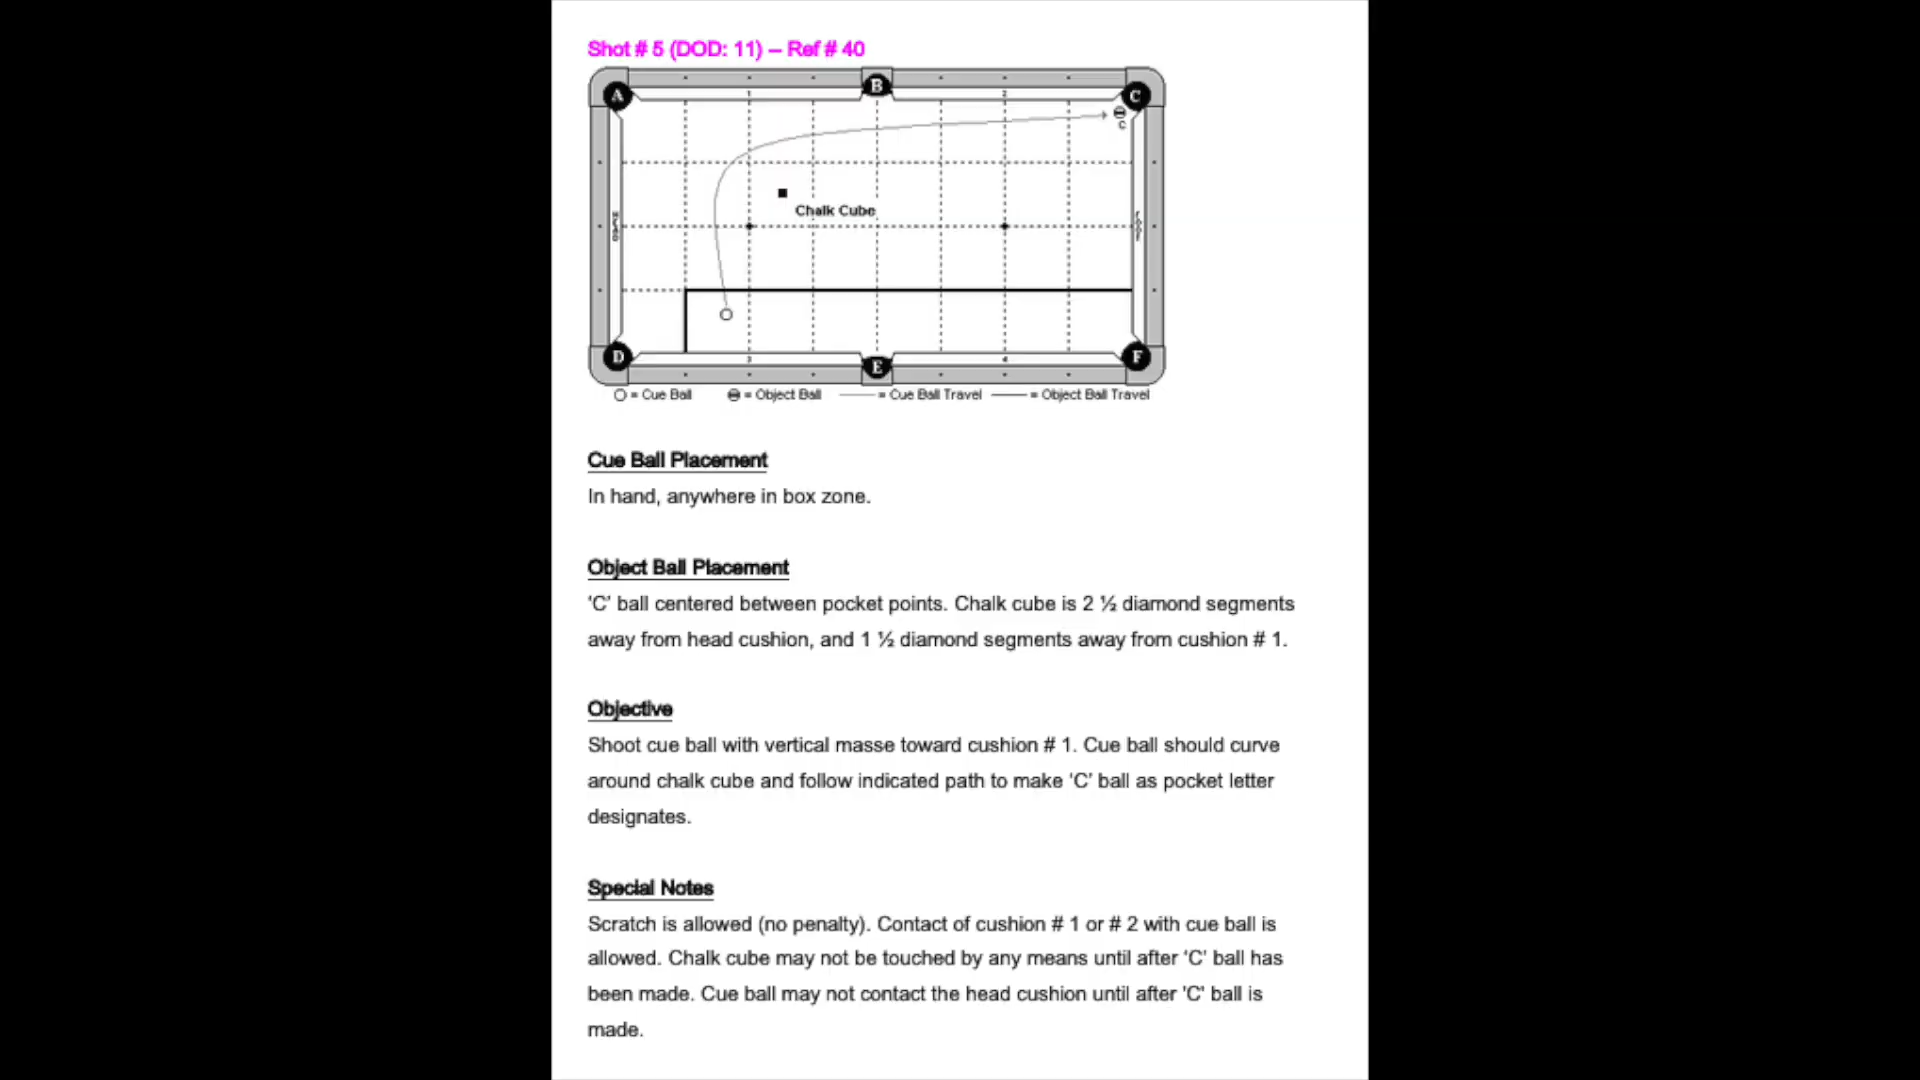 Shot # 5 (DOD: 11) – Ref # 40
A
B
C
1
2
C
Chalk Cube
D
E
F
3
4
= Cue Ball
= Object Ball
= Cue Ball Travel
= Object Ball Travel
Cue Ball Placement
In hand, anywhere in box zone.
Object Ball Placement
'C' ball centered between pocket points. Chalk cube is 2 ½ diamond segments
away from head cushion, and 1 ½ diamond segments away from cushion # 1.
Objective
Shoot cue ball with vertical masse toward cushion # 1. Cue ball should curve
around chalk cube and follow indicated path to make 'C' ball as pocket letter
designates.
Special Notes
Scratch is allowed (no penalty). Contact of cushion # 1 or # 2 with cue ball is
allowed. Chalk cube may not be touched by any means until after 'C' ball has
been made. Cue ball may not contact the head cushion until after 'C' ball is
made.